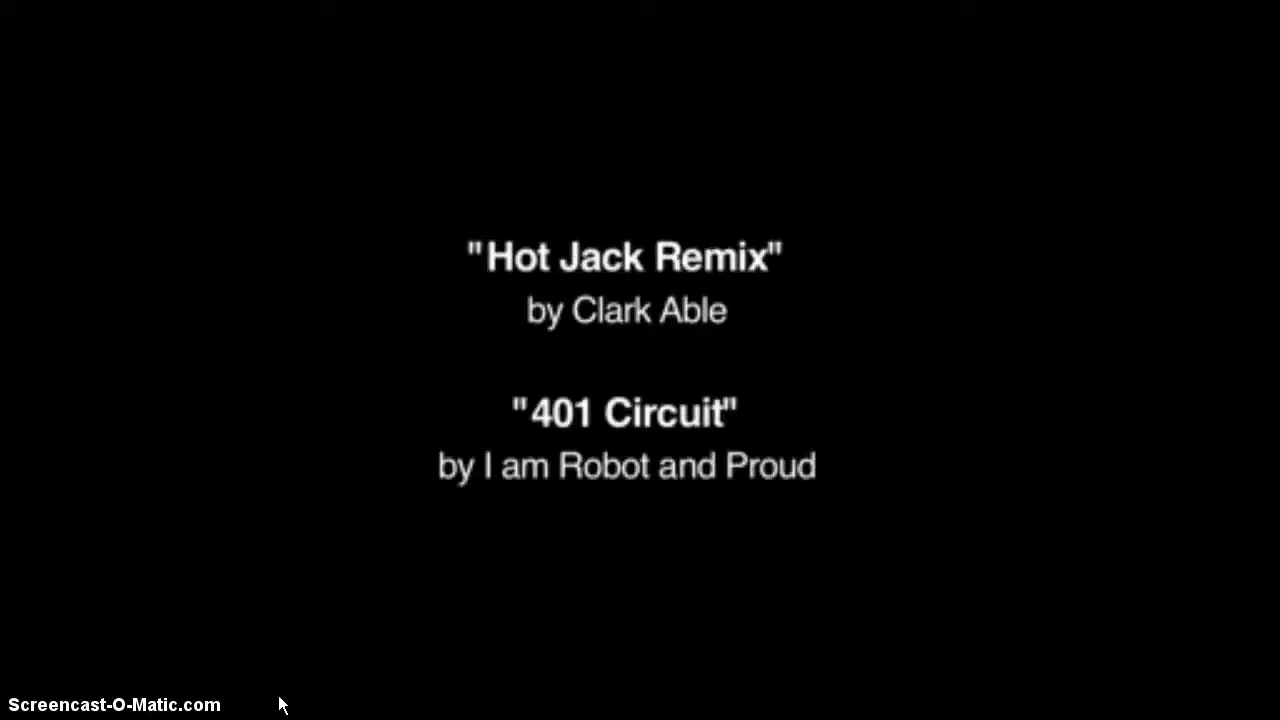 "Hot Jack Remix"
by Clark Able
"401 Circuit"
by I am Robot and Proud
Screencast-O-Matic.com